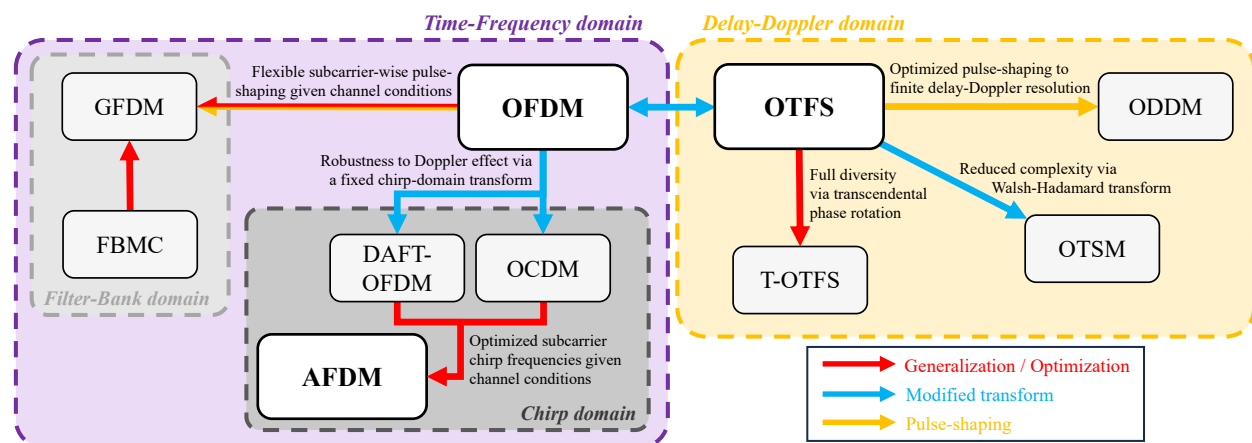 Time-Frequency domain
Delay-Doppler domain
Flexible subcarrier-wise pulse-
shaping given channel conditions
GFDM
OFDM
OTFS
Optimized pulse-shaping to
finite delay-Doppler resolution
ODDM
Robustness to Doppler effect via
a fixed chirp-domain transform
Full diversity
via transcendental
phase rotation
Reduced complexity via
Walsh-Hadamard transform
FBMC
DAFT-
OFDM
OCDM
T-OTFS
OTSM
Filter-Bank domain
AFDM
Optimized subcarrier
chirp frequencies given
channel conditions
Chirp domain
Generalization / Optimization
Modified transform
Pulse-shaping